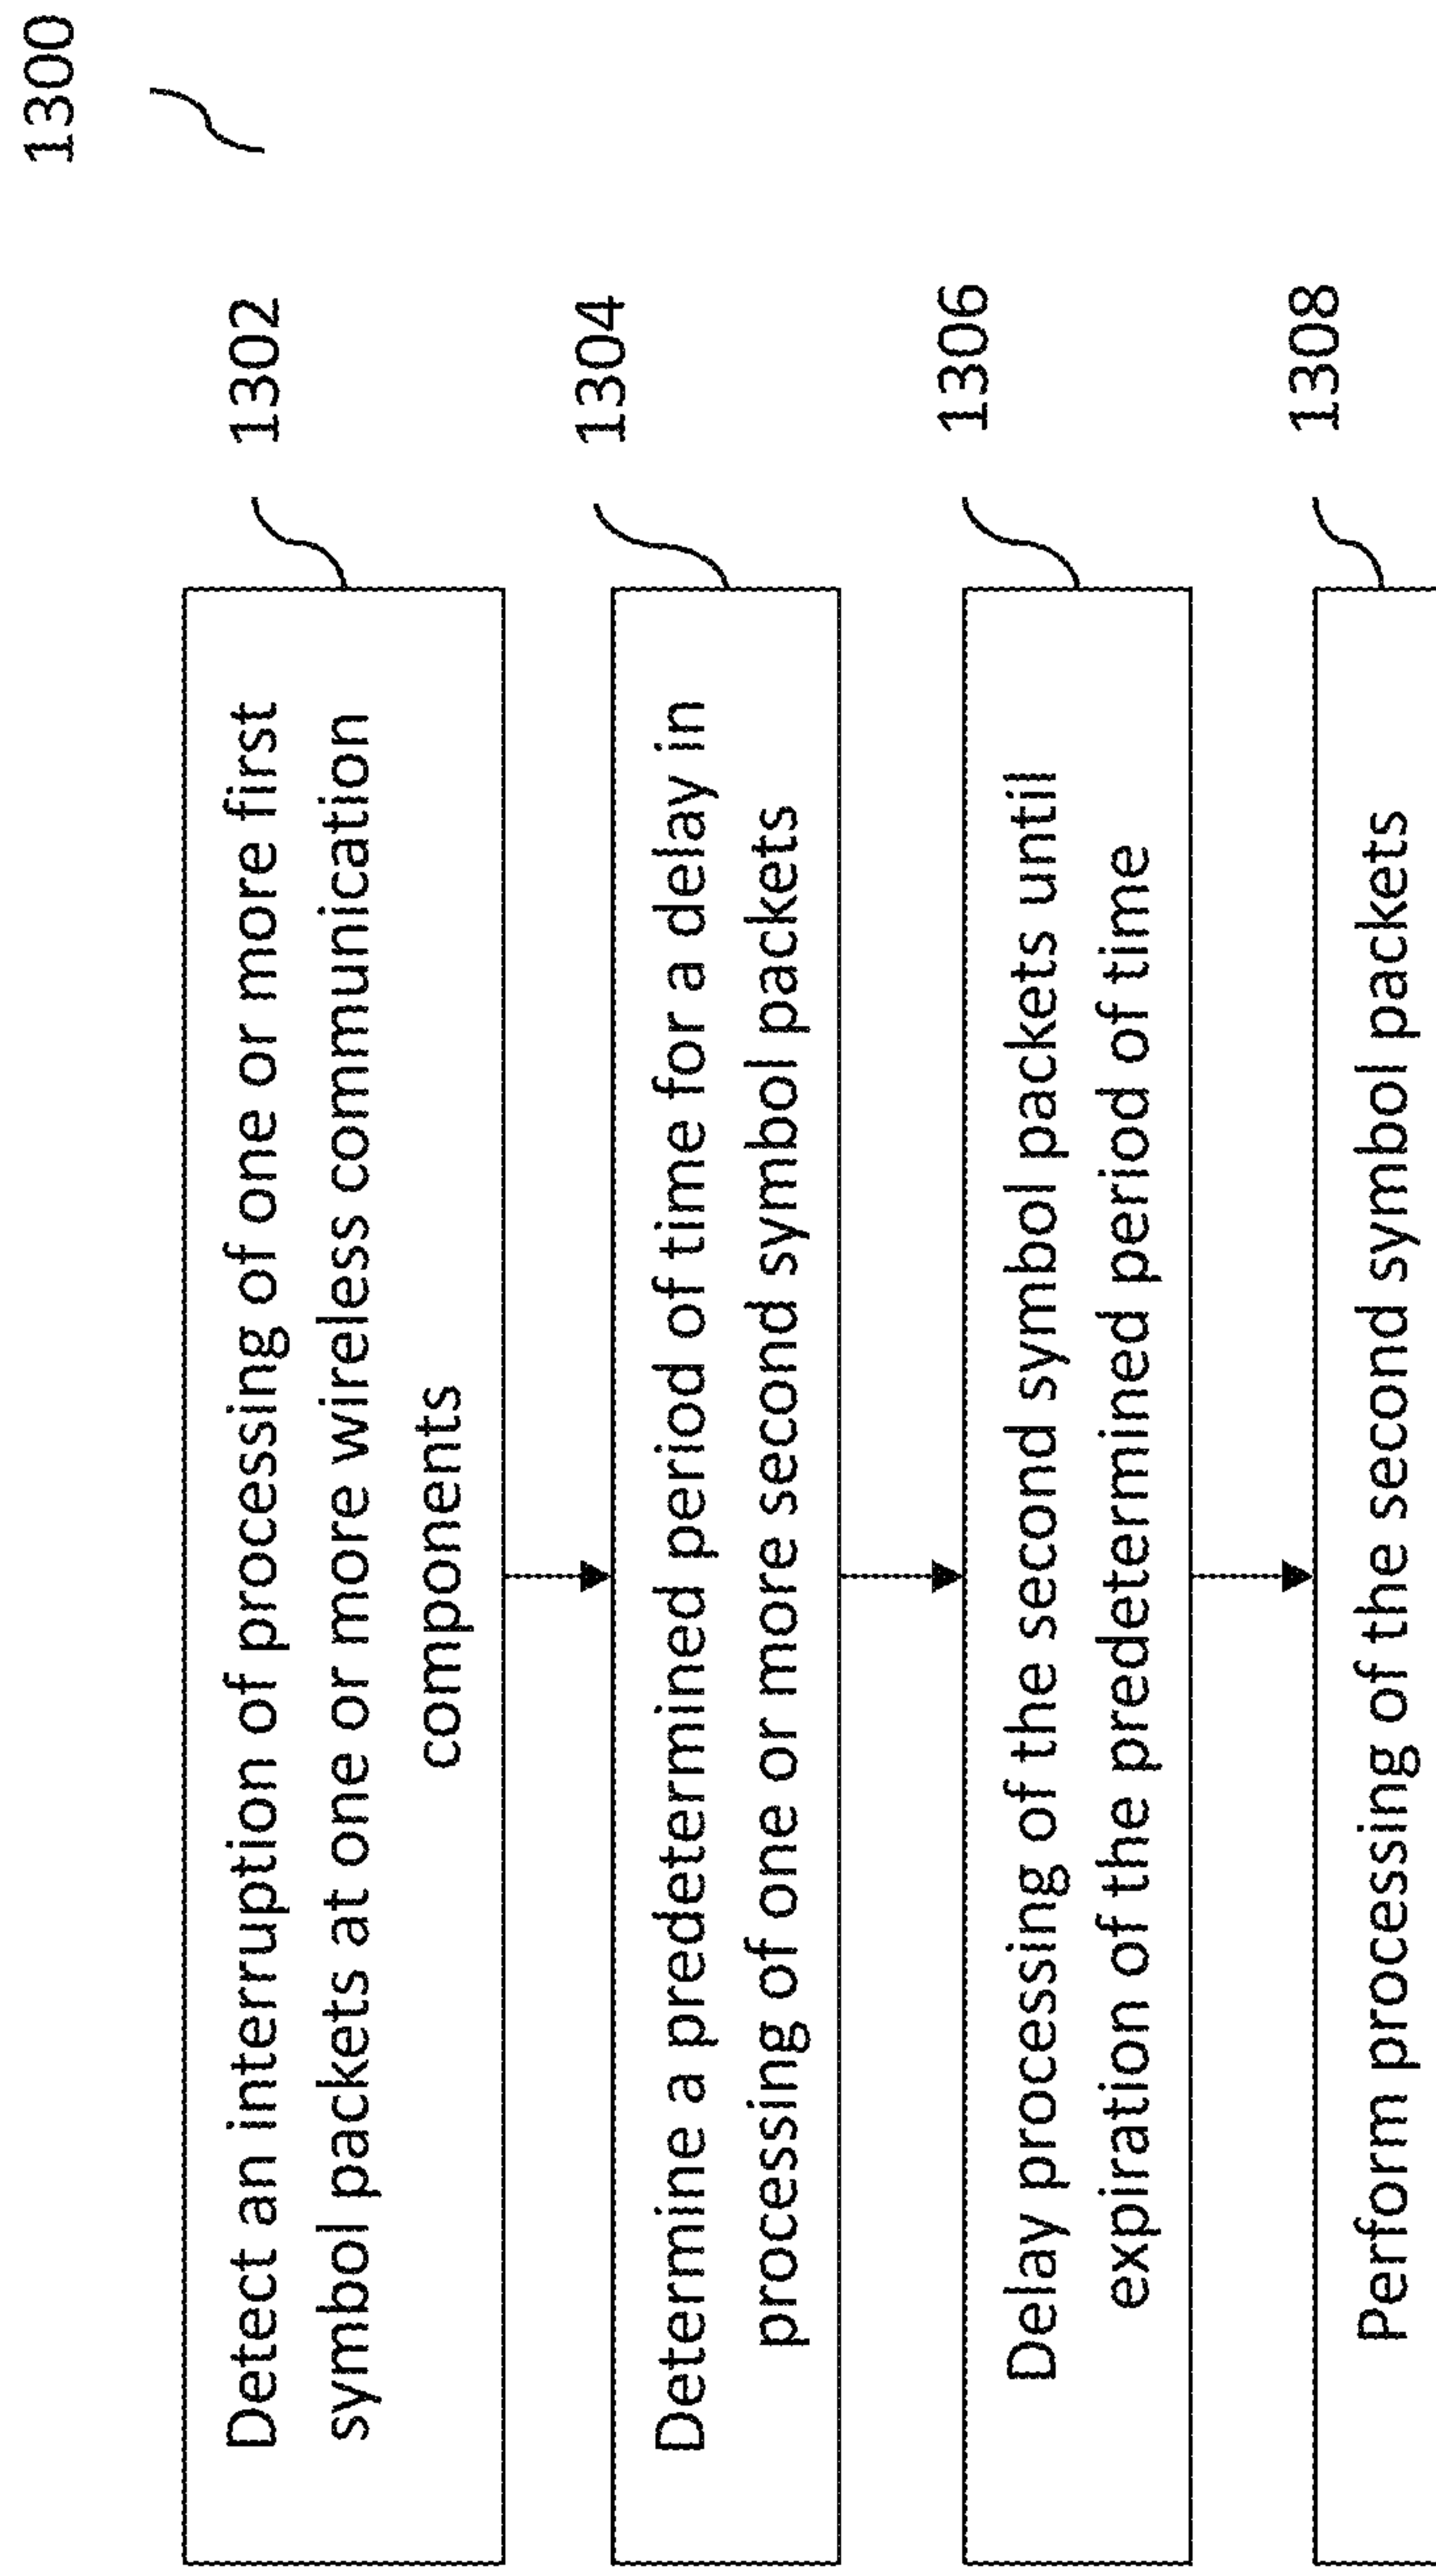 1300
Detect an interruption of processing of one or more first
symbol packets at one or more wireless communication
components
1302
Determine a predetermined period of time for a delay in
processing of one or more second symbol packets
1304
Delay processing of the second symbol packets until
expiration of the predetermined period of time
1306
Perform processing of the second symbol packets
1308